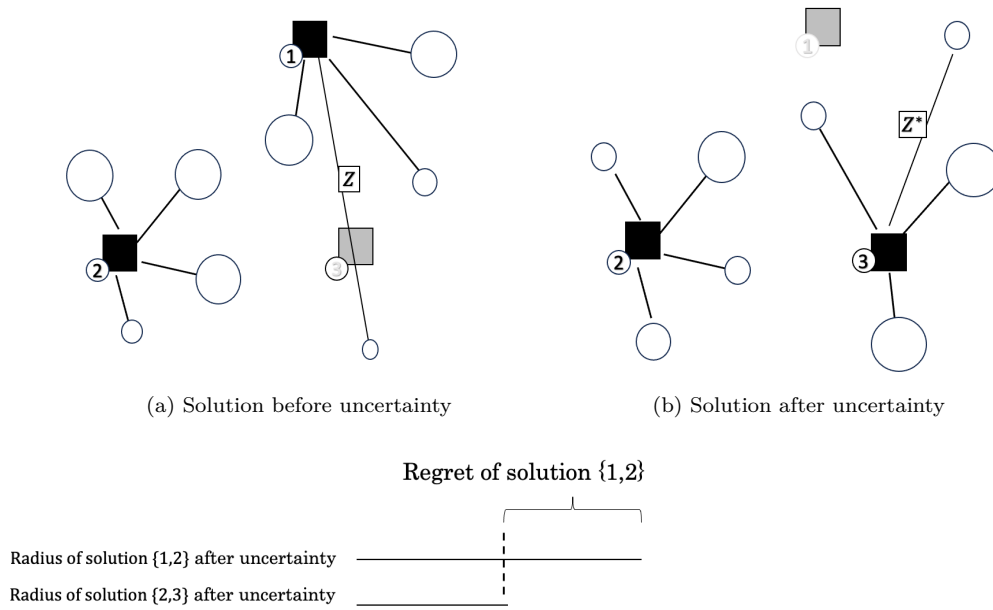 1
Z
2
3
(a) Solution before uncertainty
1
Z*
2
3
(b) Solution after uncertainty
Regret of solution {1,2}
Radius of solution {1,2} after uncertainty
Radius of solution {2,3} after uncertainty